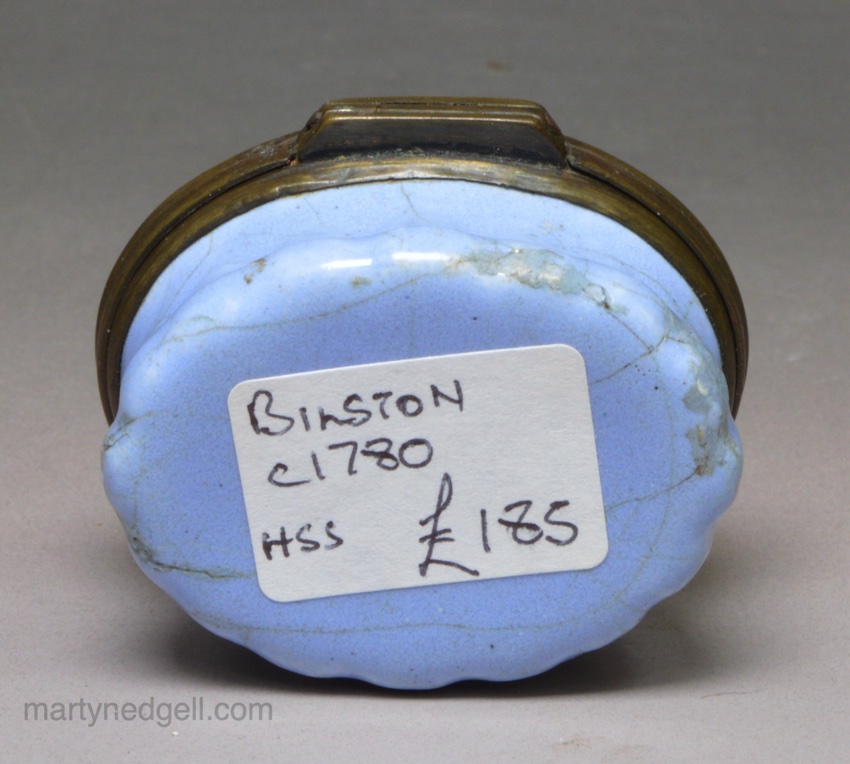 BILSTON
c1780
HSS £185
martynedgell.com